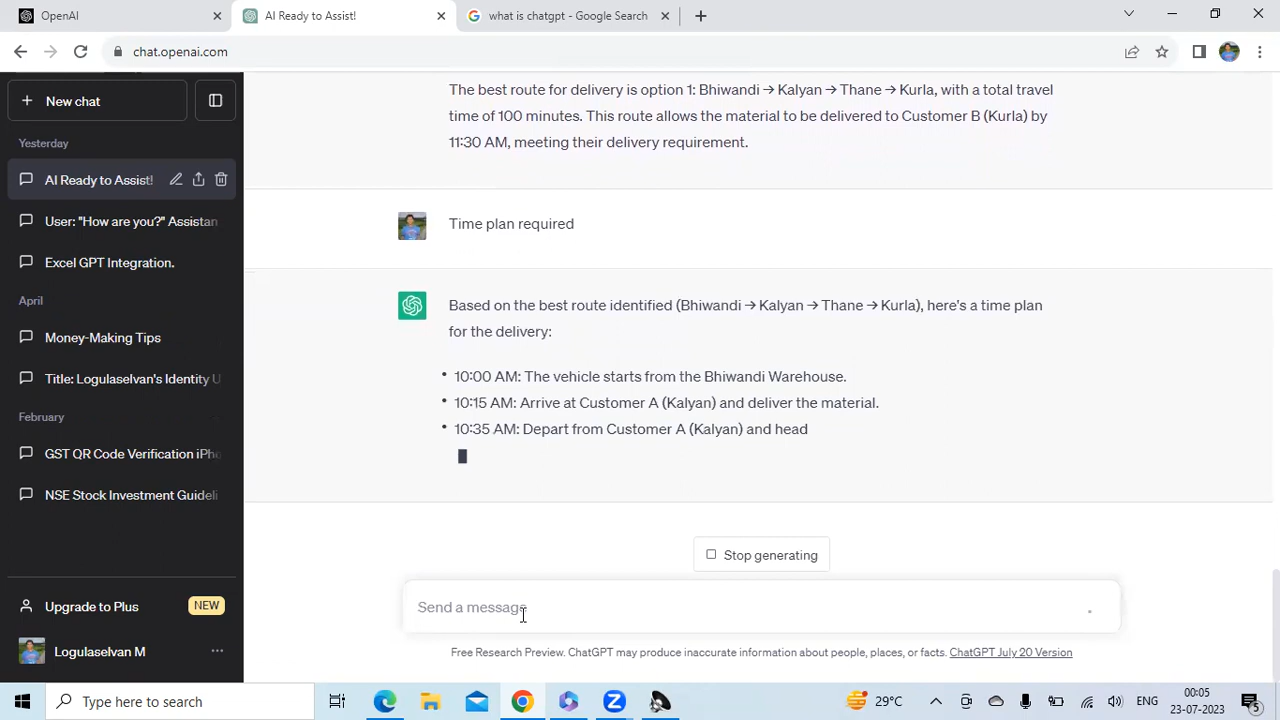 OpenAI
AI Ready to Assist!
what is chatgpt - Google Search
chat.openai.com
New chat
Yesterday
AI Ready to Assist!
User: "How are you?" Assistan
Excel GPT Integration.
April
Money-Making Tips
Title: Logulaselvan's Identity U
February
GST QR Code Verification iPho
NSE Stock Investment Guideli
Upgrade to Plus
NEW
Logulaselvan M
The best route for delivery is option 1: Bhiwandi → Kalyan → Thane → Kurla, with a total travel
time of 100 minutes. This route allows the material to be delivered to Customer B (Kurla) by
11:30 AM, meeting their delivery requirement.
Time plan required
Based on the best route identified (Bhiwandi → Kalyan → Thane → Kurla), here's a time plan
for the delivery:
• 10:00 AM: The vehicle starts from the Bhiwandi Warehouse.
• 10:15 AM: Arrive at Customer A (Kalyan) and deliver the material.
• 10:35 AM: Depart from Customer A (Kalyan) and head
Stop generating
Send a message
Free Research Preview. ChatGPT may produce inaccurate information about people, places, or facts. ChatGPT July 20 Version
Type here to search
29°C
ENG
00:05
23-07-2023
5